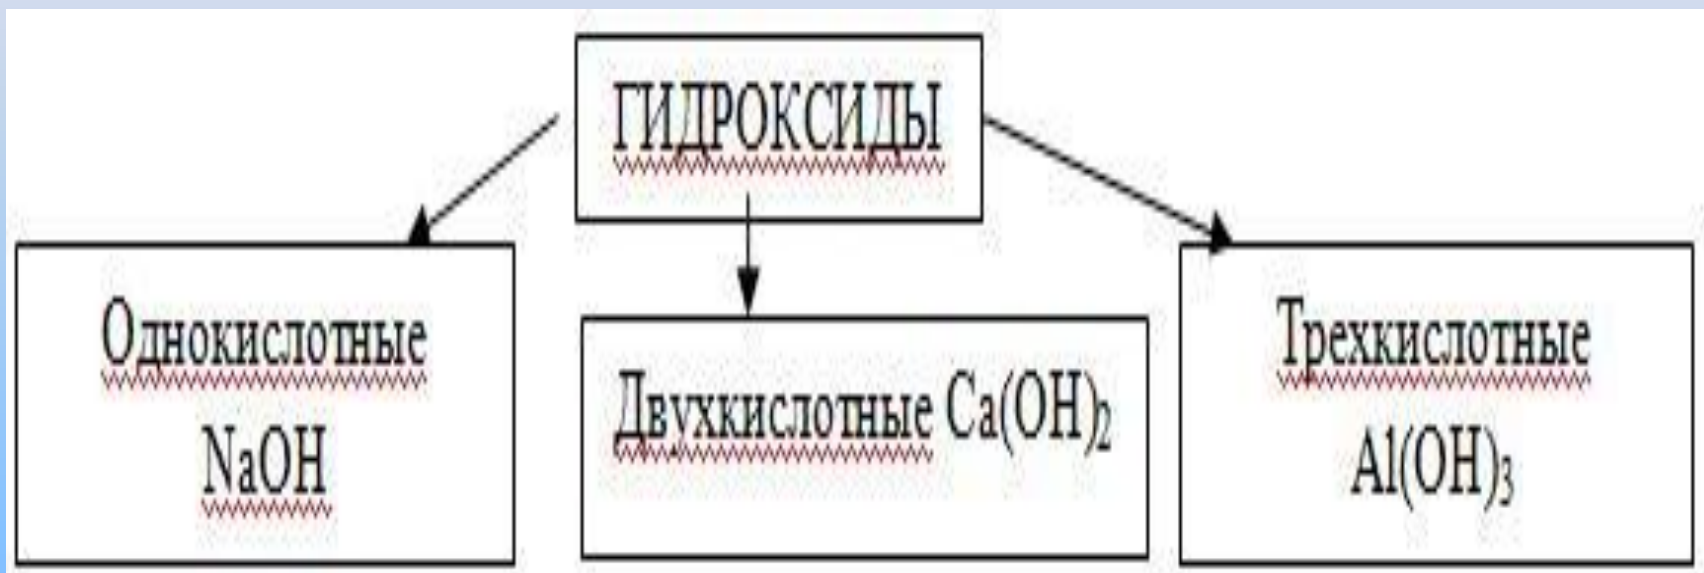 ГИДРОКСИДЫ
Однокислотные
NaOH
Двухкислотные Ca(OH)₂
Трехкислотные
Al(OH)₃